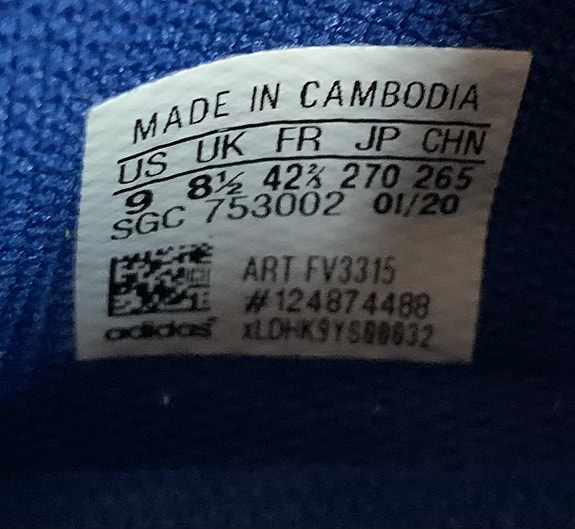 MADE IN CAMBODIA
US UK FR JP CHN
9 8½ 42⅔ 270 265
SGC 753002 01/20
ART FV3315
#124874488
adidas